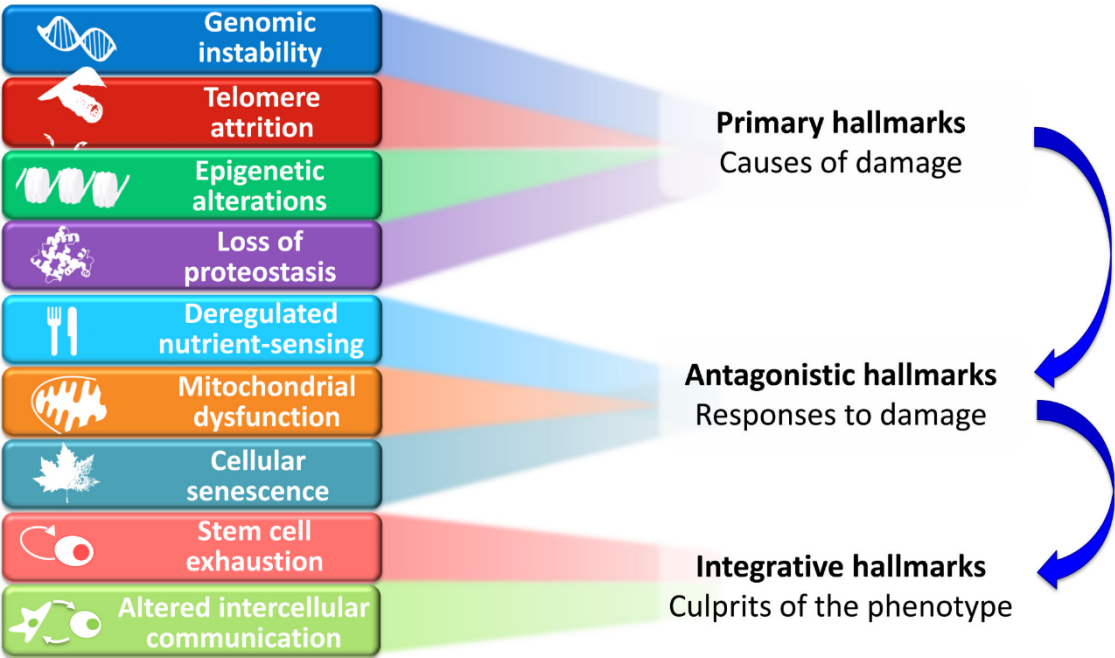 Genomic
instability
Telomere
attrition
Epigenetic
alterations
Loss of
proteostasis
Deregulated
nutrient-sensing
Mitochondrial
dysfunction
Cellular
senescence
Stem cell
exhaustion
Altered intercellular
communication
Primary hallmarks
Causes of damage
Antagonistic hallmarks
Responses to damage
Integrative hallmarks
Culprits of the phenotype